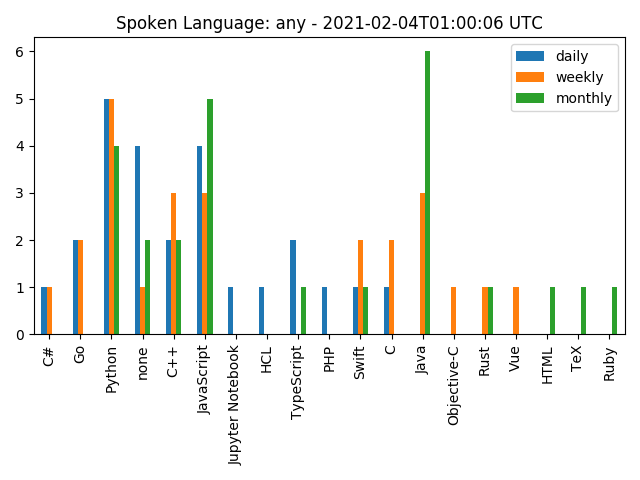 Spoken Language: any - 2021-02-04T01:00:06 UTC
daily
weekly
monthly
6
5
4
3
2
1
0
C#
Go
Python
none
C++
JavaScript
Jupyter Notebook
HCL
TypeScript
PHP
Swift
C
Java
Objective-C
Rust
Vue
HTML
TeX
Ruby